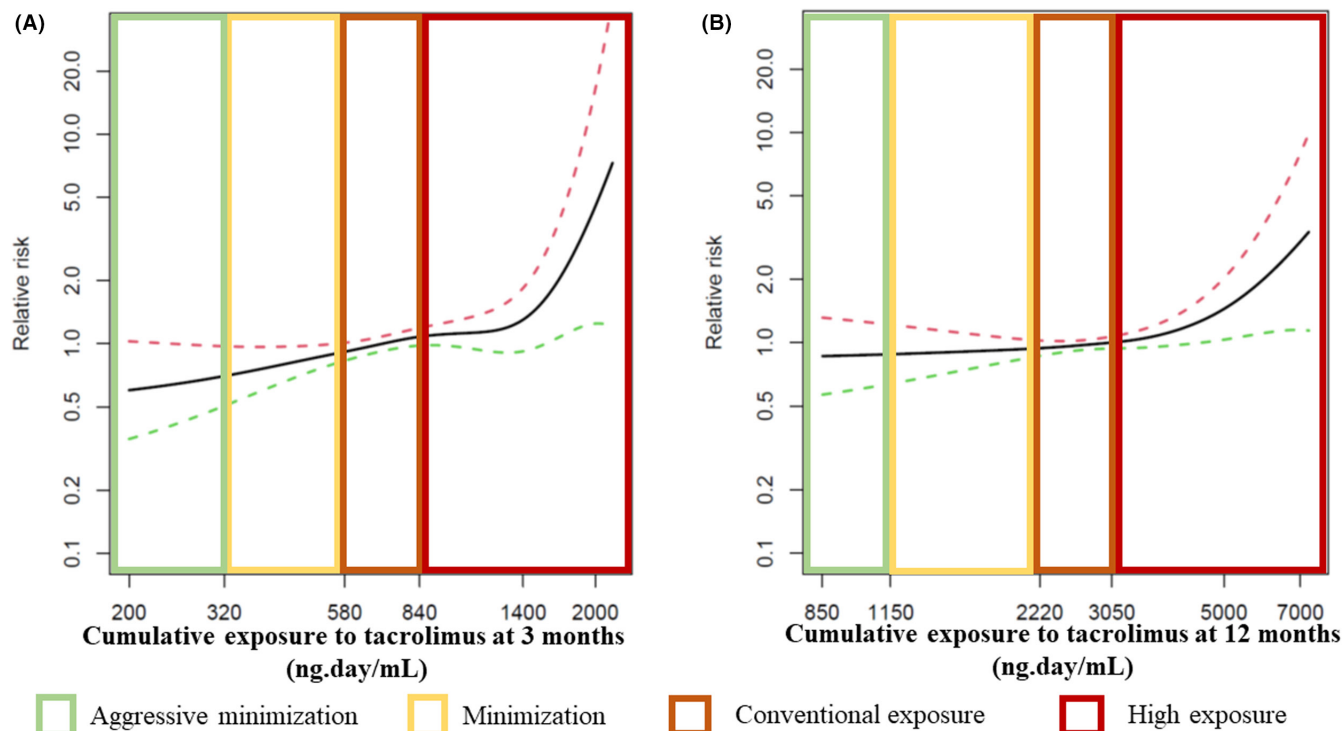 (A)
Relative risk
20.0
10.0
5.0
2.0
1.0
0.5
0.2
0.1
200 320 580 840 1400 2000
Cumulative exposure to tacrolimus at 3 months
(ng.day/mL)
(B)
Relative risk
20.0
10.0
5.0
2.0
1.0
0.5
0.2
0.1
850 1150 2220 3050 5000 7000
Cumulative exposure to tacrolimus at 12 months
(ng.day/mL)
Aggressive minimization Minimization Conventional exposure High exposure